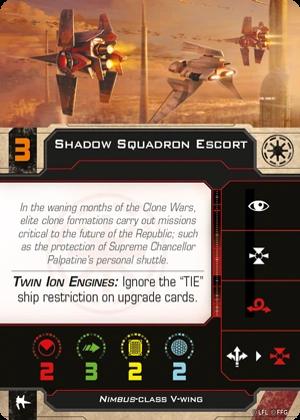 3 Shadow Squadron Escort
In the waning months of the Clone Wars,
elite clone formations carry out missions
critical to the future of the Republic; such
as the protection of Supreme Chancellor
Palpatine's personal shuttle.
Twin Ion Engines: Ignore the "TIE"
ship restriction on upgrade cards.
2 3 2 2
Nimbus-class V-wing
©LFL ©FFG